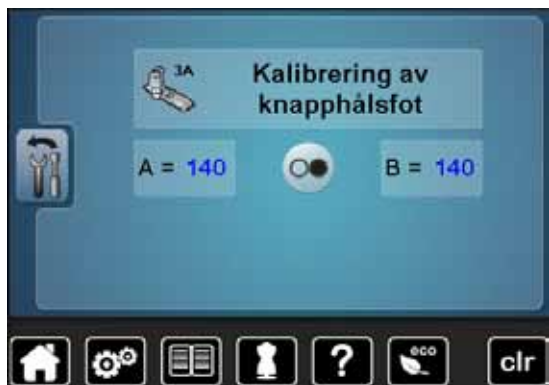 3A
Kalibrering av
knapphålsfot
A = 140
B = 140
?
eco
clr